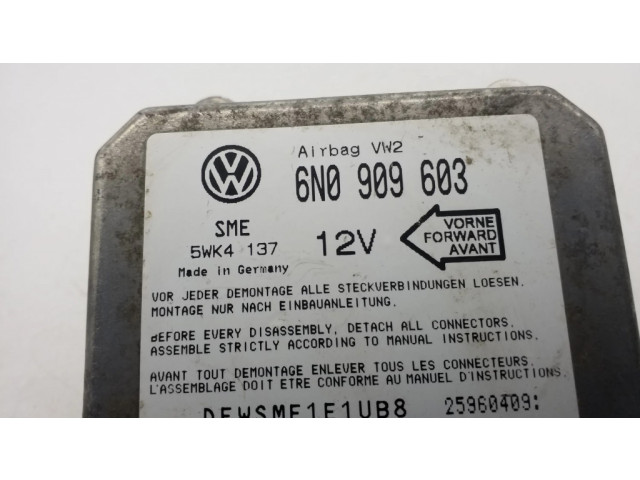 Airbag VW2
6N0 909 603
SME
5WK4 137
12V
VORNE
FORWARD
AVANT
Made in Germany
VOR JEDER DEMONTAGE ALLE STECKVERBINDUNGEN LOESEN.
MONTAGE NUR NACH EINBAUANLEITUNG.
BEFORE EVERY DISASSEMBLY, DETACH ALL CONNECTORS.
ASSEMBLE STRICTLY ACCORDING TO MANUAL INSTRUCTIONS.
AVANT TOUT DEMONTAGE ENLEVER TOUS LES CONNECTEURS.
L'ASSEMBLAGE DOIT ETRE CONFORME AU MANUEL D'INSTRUCTIONS.
25960409: